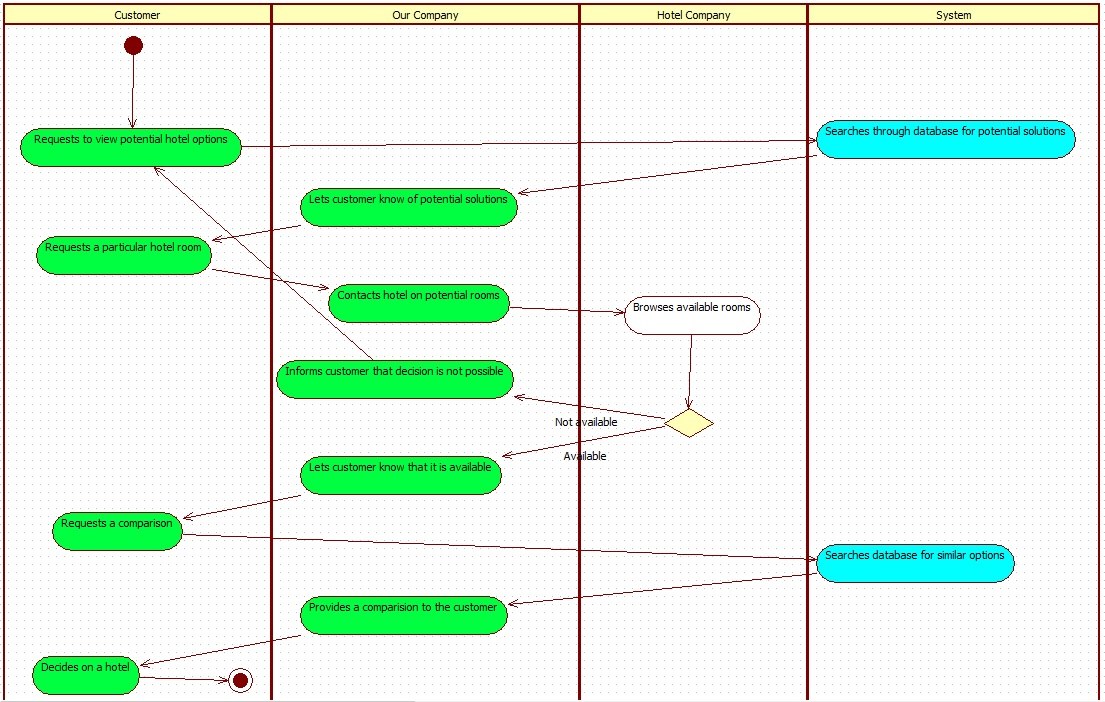 Customer
Our Company
Hotel Company
System
Requests to view potential hotel options
Searches through database for potential solutions
Lets customer know of potential solutions
Requests a particular hotel room
Contacts hotel on potential rooms
Browses available rooms
Informs customer that decision is not possible
Not available
Available
Lets customer know that it is available
Requests a comparison
Searches database for similar options
Provides a comparision to the customer
Decides on a hotel